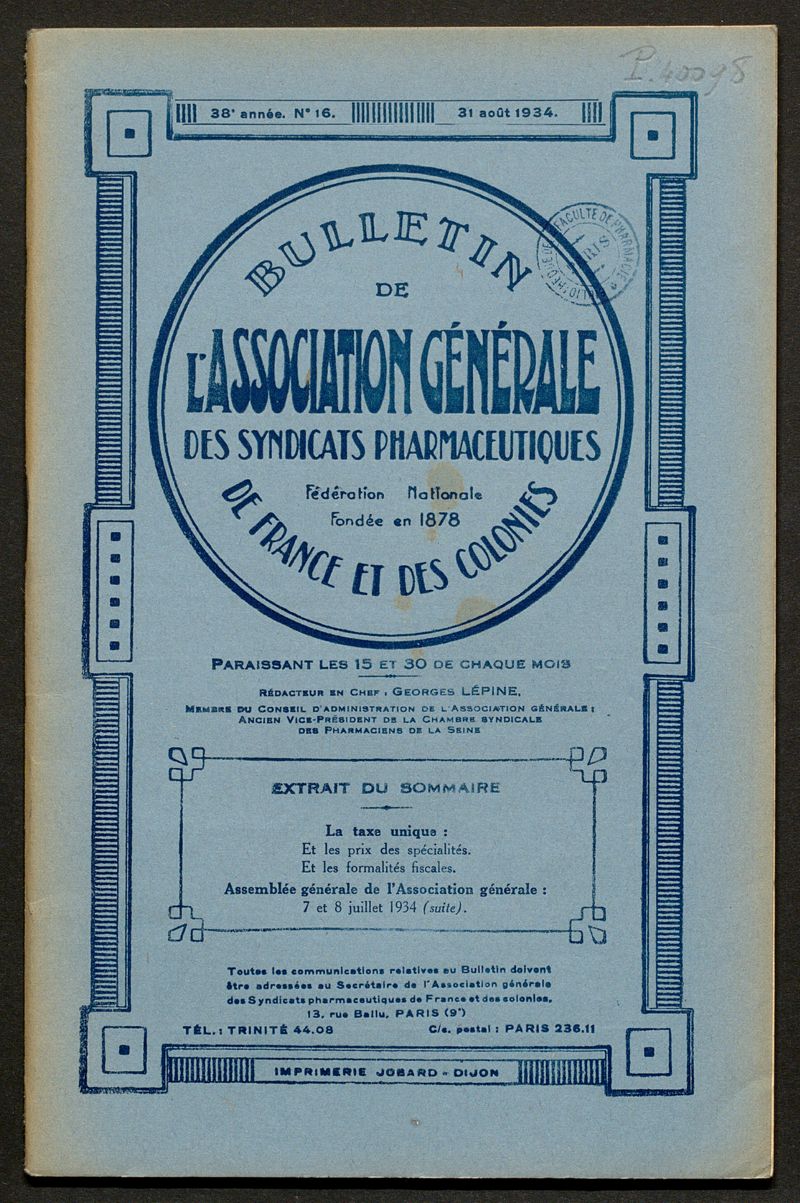 P. 40098
38ᵉ année. N° 16. 31 août 1934.
FACULTÉ DE PHARMACIE
BULLETIN
DE
L'ASSOCIATION GÉNÉRALE
DES SYNDICATS PHARMACEUTIQUES
Fédération Nationale
Fondée en 1878
DE FRANCE ET DES COLONIES
PARAISSANT LES 15 ET 30 DE CHAQUE MOIS
RÉDACTEUR EN CHEF : GEORGES LÉPINE,
MEMBRE DU CONSEIL D'ADMINISTRATION DE L'ASSOCIATION GÉNÉRALE ;
ANCIEN VICE-PRÉSIDENT DE LA CHAMBRE SYNDICALE
DES PHARMACIENS DE LA SEINE
EXTRAIT DU SOMMAIRE
La taxe unique :
Et les prix des spécialités.
Et les formalités fiscales.
Assemblée générale de l'Association générale :
7 et 8 juillet 1934 (suite).
Toutes les communications relatives au Bulletin doivent
être adressées au Secrétaire de l'Association générale
des Syndicats pharmaceutiques de France et des colonies,
13, rue Ballu, PARIS (9ᵉ)
TÉL. : TRINITÉ 44.08 C/c. postal : PARIS 236.11
IMPRIMERIE JOBARD - DIJON